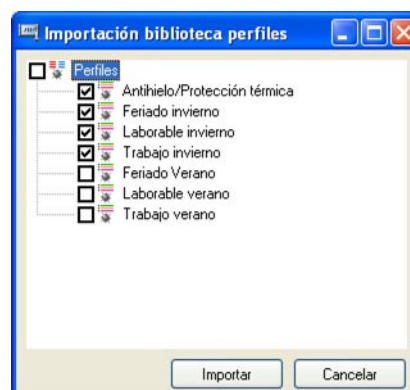 Importación biblioteca perfiles
Perfiles
Antihielo/Protección térmica
Feriado invierno
Laborable invierno
Trabajo invierno
Feriado Verano
Laborable verano
Trabajo verano
Importar
Cancelar